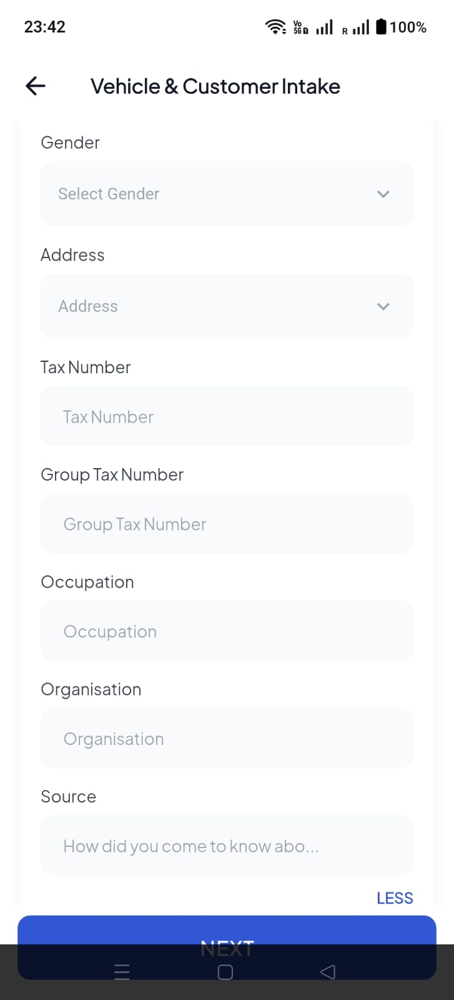 23:42
Vo 5G R 100%
Vehicle & Customer Intake
Gender
Select Gender
Address
Address
Tax Number
Tax Number
Group Tax Number
Group Tax Number
Occupation
Occupation
Organisation
Organisation
Source
How did you come to know abo...
LESS
NEXT